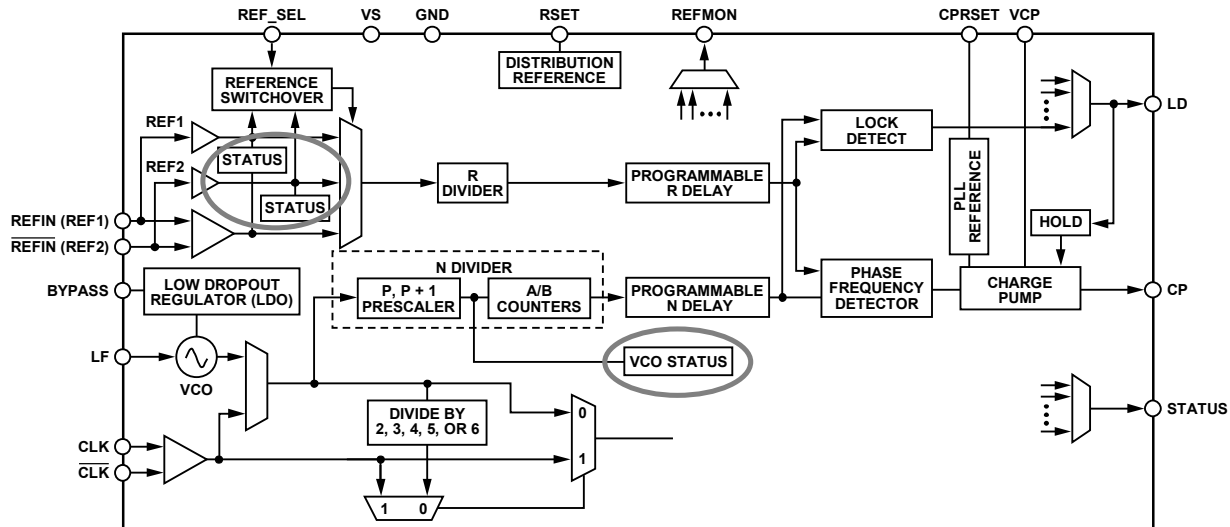 REF_SEL
VS
GND
RSET
REFMON
CPRSET
VCP
DISTRIBUTION
REFERENCE
REFERENCE
SWITCHOVER
REF1
STATUS
REF2
STATUS
LOCK
DETECT
LD
R
DIVIDER
PROGRAMMABLE
R DELAY
PLL
REFERENCE
HOLD
REFIN (REF1)
REFIN (REF2)
N DIVIDER
BYPASS
LOW DROPOUT
REGULATOR (LDO)
P, P + 1
PRESCALER
A/B
COUNTERS
PROGRAMMABLE
N DELAY
PHASE
FREQUENCY
DETECTOR
CHARGE
PUMP
CP
LF
VCO
VCO STATUS
DIVIDE BY
2, 3, 4, 5, OR 6
0
1
STATUS
CLK
CLK
1 0